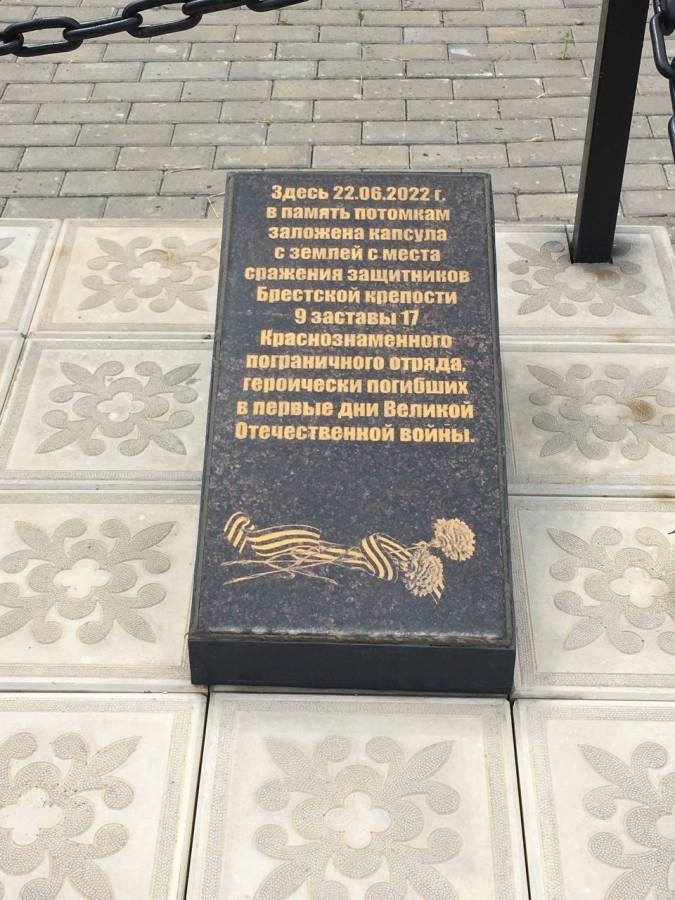 Здесь 22.06.2022 г.
в память потомкам
заложена капсула
с землей с места
сражения защитников
Брестской крепости
9 заставы 17
Краснознаменного
пограничного отряда,
героически погибших
в первые дни Великой
Отечественной войны.